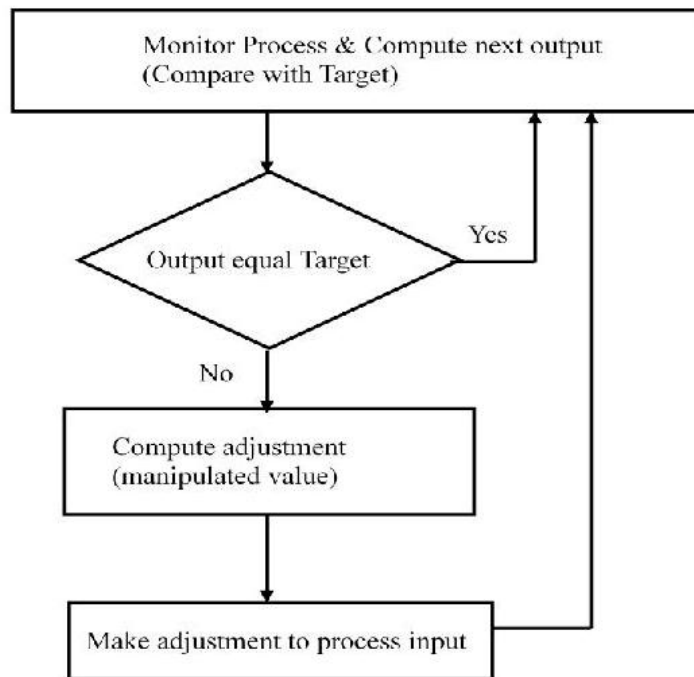 Monitor Process & Compute next output
(Compare with Target)
Output equal Target
Yes
No
Compute adjustment
(manipulated value)
Make adjustment to process input